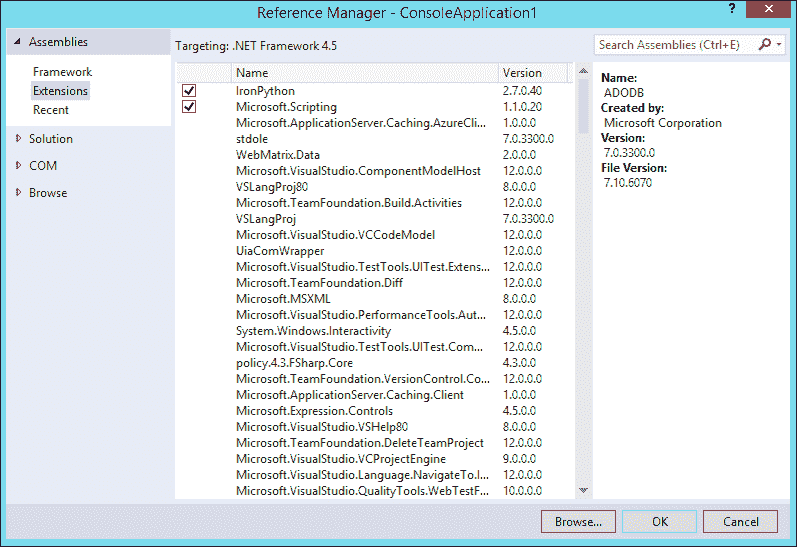 Reference Manager - ConsoleApplication1
?
Assemblies
Framework
Extensions
Recent
Solution
COM
Browse
Targeting: .NET Framework 4.5
Search Assemblies (Ctrl+E)
Name Version
IronPython 2.7.0.40
Microsoft.Scripting 1.1.0.20
Microsoft.ApplicationServer.Caching.AzureCli... 1.0.0.0
stdole 7.0.3300.0
WebMatrix.Data 2.0.0.0
Microsoft.VisualStudio.ComponentModelHost 12.0.0.0
VSLangProj80 8.0.0.0
Microsoft.TeamFoundation.Build.Activities 12.0.0.0
VSLangProj 7.0.3300.0
Microsoft.VisualStudio.VCCodeModel 12.0.0.0
UiaComWrapper 12.0.0.0
Microsoft.VisualStudio.TestTools.UITest.Extens... 12.0.0.0
Microsoft.TeamFoundation.Diff 12.0.0.0
Microsoft.MSXML 8.0.0.0
Microsoft.VisualStudio.PerformanceTools.Aut... 12.0.0.0
System.Windows.Interactivity 4.5.0.0
Microsoft.VisualStudio.TestTools.UITest.Com... 12.0.0.0
policy.4.3.FSharp.Core 4.3.0.0
Microsoft.TeamFoundation.VersionControl.Co... 12.0.0.0
Microsoft.ApplicationServer.Caching.Client 1.0.0.0
Microsoft.Expression.Controls 4.5.0.0
Microsoft.VisualStudio.VSHelp80 8.0.0.0
Microsoft.TeamFoundation.DeleteTeamProject 12.0.0.0
Microsoft.VisualStudio.VCProjectEngine 9.0.0.0
Microsoft.VisualStudio.Language.NavigateTo.I... 12.0.0.0
Microsoft.VisualStudio.QualityTools.WebTestF... 10.0.0.0
Name:
ADODB
Created by:
Microsoft Corporation
Version:
7.0.3300.0
File Version:
7.10.6070
Browse...
OK
Cancel